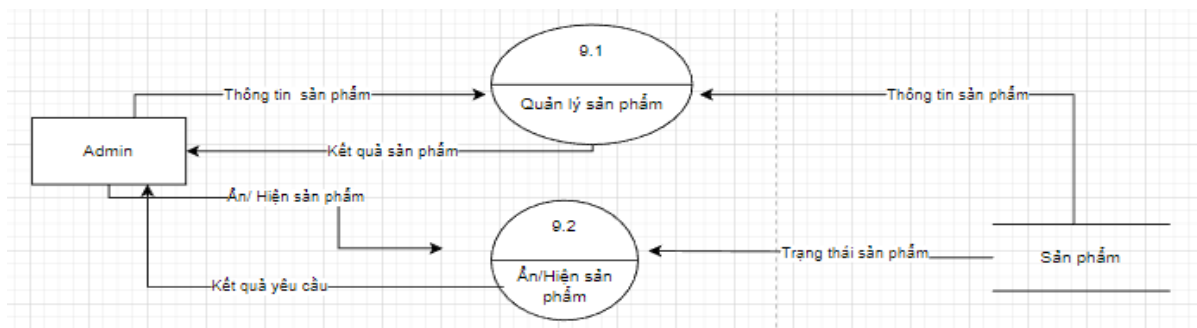 9.1
Thông tin sản phẩm
Quản lý sản phẩm
Thông tin sản phẩm
Admin
Kết quả sản phẩm
Ẩn/ Hiện sản phẩm
9.2
Trạng thái sản phẩm
Sản phẩm
Ẩn/Hiện sản
phẩm
Kết quả yêu cầu